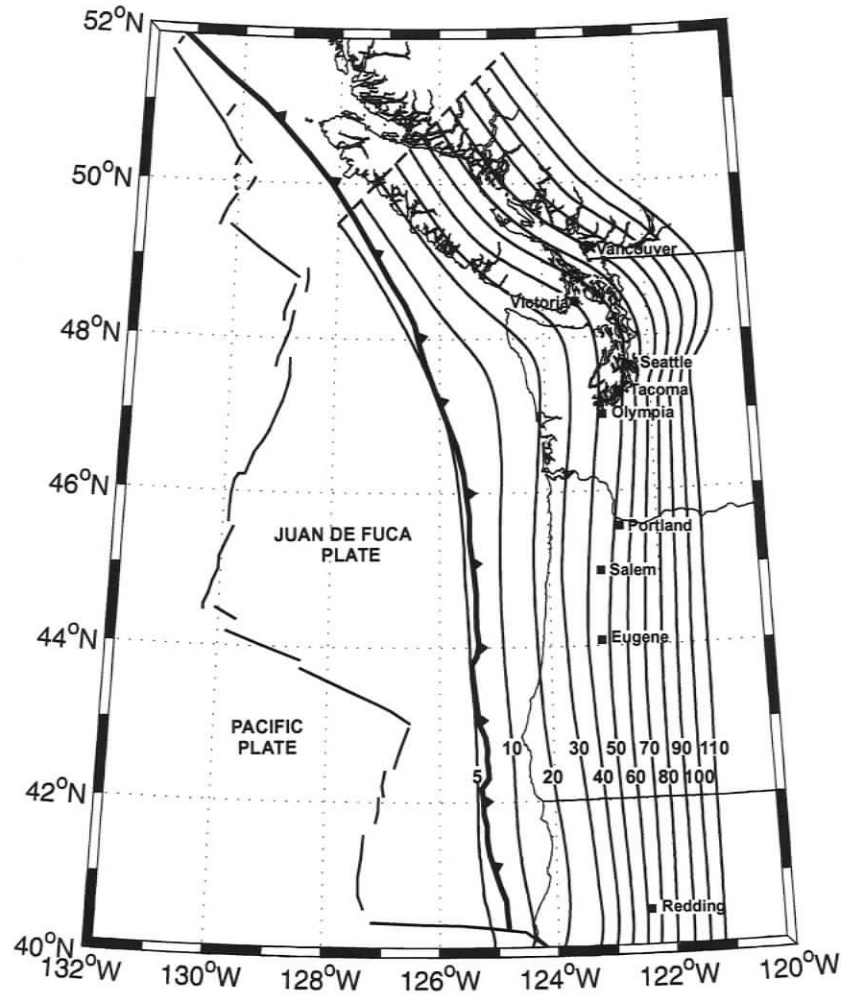 52°N
50°N
Vancouver
Victoria
48°N
Seattle
Tacoma
Olympia
46°N
JUAN DE FUCA
PLATE
Portland
Salem
44°N
Eugene
PACIFIC
PLATE
10 30 50 70 90 110
5 20 40 60 80 100
42°N
Redding
40°N
132°W 130°W 128°W 126°W 124°W 122°W 120°W